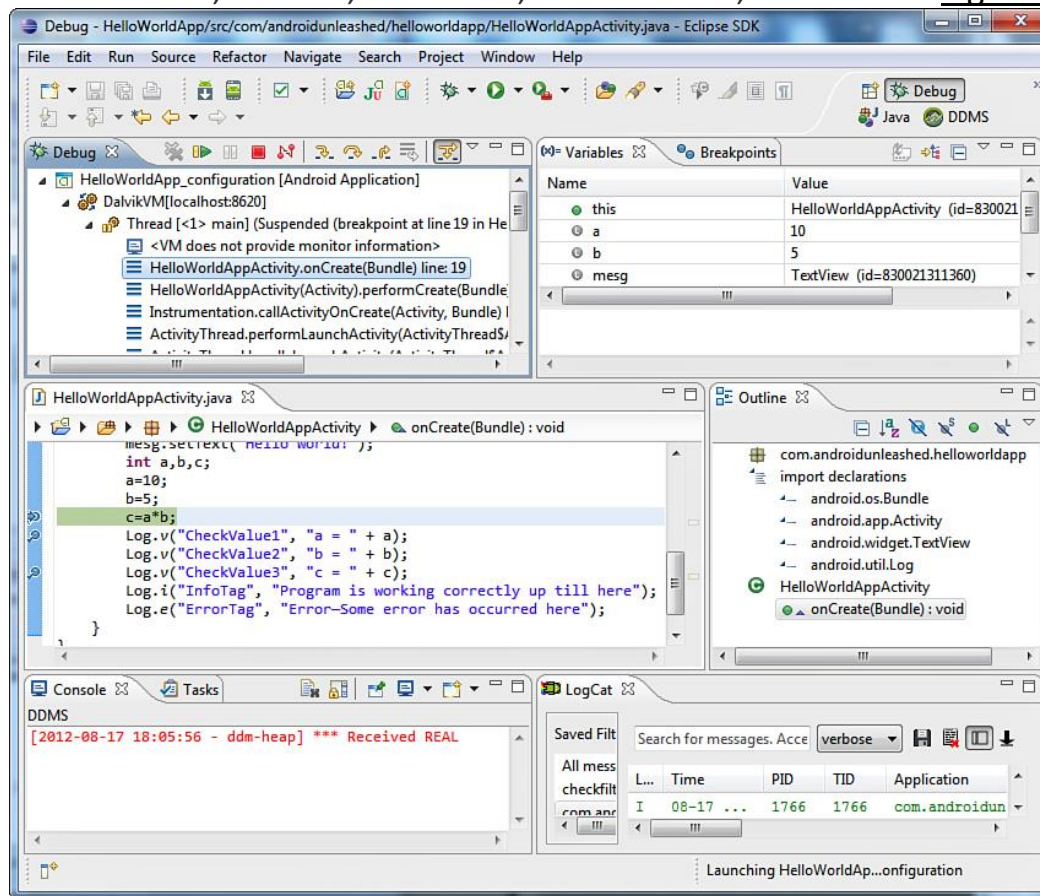 Debug - HelloWorldApp/src/com/androidunleashed/helloworldapp/HelloWorldAppActivity.java - Eclipse SDK
File Edit Run Source Refactor Navigate Search Project Window Help
Debug
Java DDMS
Debug
HelloWorldApp_configuration [Android Application]
DalvikVM[localhost:8620]
Thread [<1> main] (Suspended (breakpoint at line 19 in He
<VM does not provide monitor information>
HelloWorldAppActivity.onCreate(Bundle) line: 19
HelloWorldAppActivity(Activity).performCreate(Bundle
Instrumentation.callActivityOnCreate(Activity, Bundle) l
ActivityThread.performLaunchActivity(ActivityThread$
(x)= Variables Breakpoints
Name Value
this HelloWorldAppActivity (id=830021
a 10
b 5
mesg TextView (id=830021311360)
HelloWorldAppActivity.java
HelloWorldAppActivity onCreate(Bundle) : void
mesg.setText("Hello World!");
int a,b,c;
a=10;
b=5;
c=a*b;
Log.v("CheckValue1", "a = " + a);
Log.v("CheckValue2", "b = " + b);
Log.v("CheckValue3", "c = " + c);
Log.i("InfoTag", "Program is working correctly up till here");
Log.e("ErrorTag", "Error—Some error has occurred here");
}
Outline
com.androidunleashed.helloworldapp
import declarations
android.os.Bundle
android.app.Activity
android.widget.TextView
android.util.Log
HelloWorldAppActivity
onCreate(Bundle) : void
Console Tasks
DDMS
[2012-08-17 18:05:56 - ddm-heap] *** Received REAL
LogCat
Saved Filt
All mess
checkfilt
com.and
Search for messages. Acce verbose
L... Time PID TID Application
I 08-17 ... 1766 1766 com.androidun
Launching HelloWorldAp...onfiguration